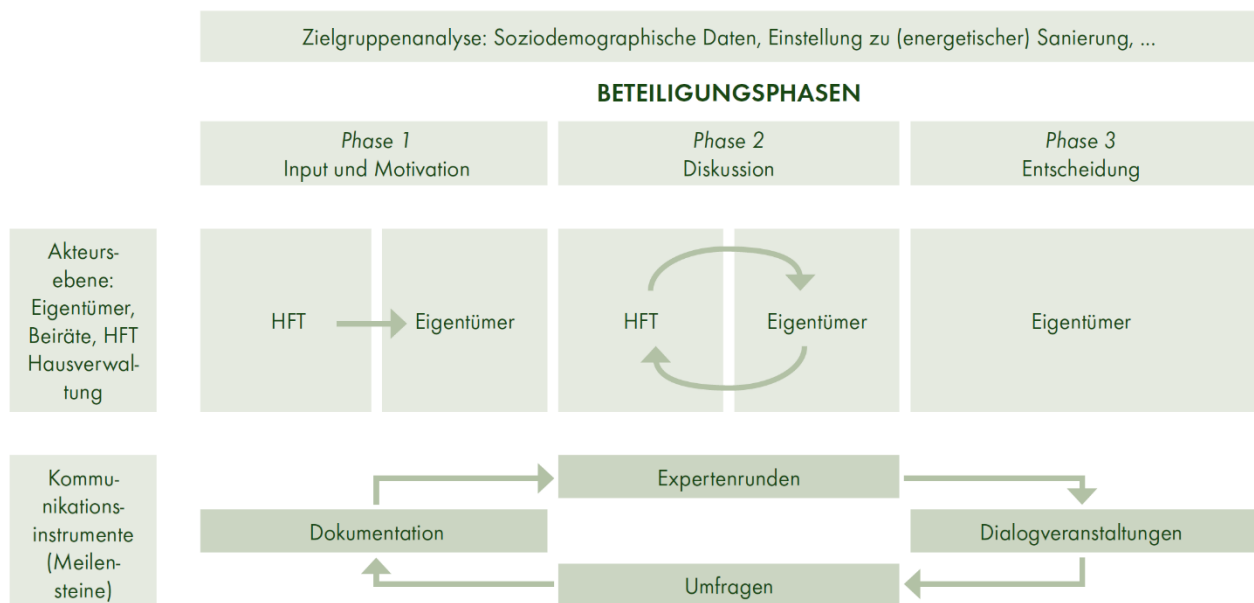 Zielgruppenanalyse: Soziodemographische Daten, Einstellung zu (energetischer) Sanierung, ...
BETEILIGUNGSPHASEN
Phase 1
Input und Motivation
Phase 2
Diskussion
Phase 3
Entscheidung
Akteurs-
ebene:
Eigentümer,
Beiräte, HFT
Hausverwal-
tung
HFT
Eigentümer
HFT
Eigentümer
Eigentümer
Kommu-
nikations-
instrumente
(Meilen-
steine)
Expertenrunden
Dokumentation
Dialogveranstaltungen
Umfragen